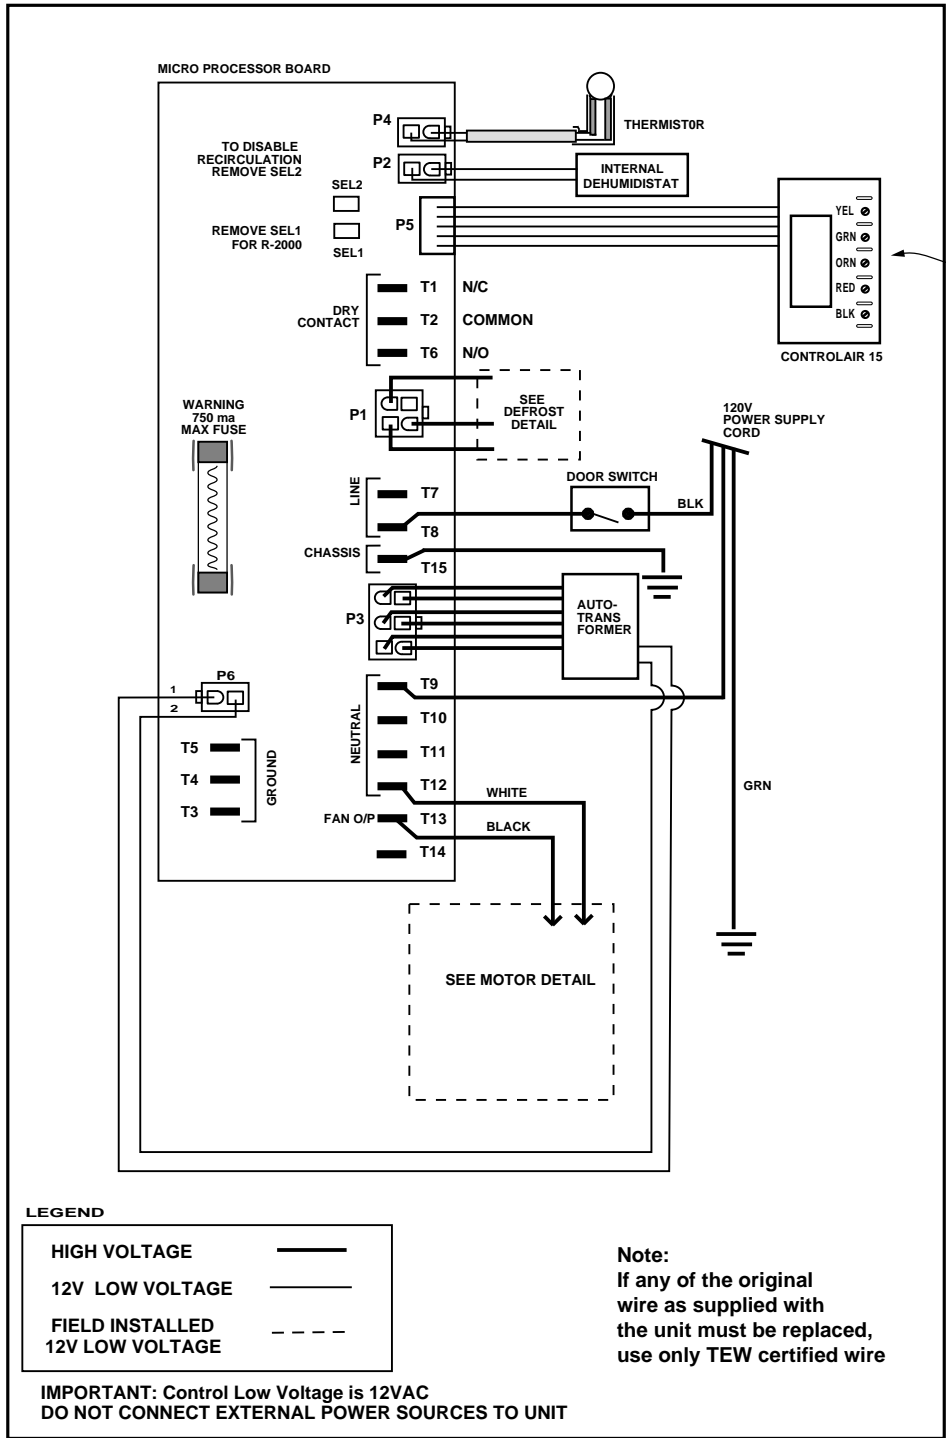 MICRO PROCESSOR BOARD
P4
THERMIST0R
TO DISABLE
RECIRCULATION
REMOVE SEL2
P2
INTERNAL
DEHUMIDISTAT
SEL2
REMOVE SEL1
FOR R-2000
SEL1
P5
YEL
GRN
ORN
RED
BLK
CONTROLAIR 15
DRY
CONTACT
T1 N/C
T2 COMMON
T6 N/O
WARNING
750 ma
MAX FUSE
P1
SEE
DEFROST
DETAIL
120V
POWER SUPPLY
CORD
DOOR SWITCH
BLK
LINE
T7
T8
CHASSIS
T15
P3
AUTO-
TRANS
FORMER
P6
1
2
T9
T10
T11
T12
NEUTRAL
T5
T4
T3
GROUND
GRN
WHITE
FAN O/P
T13
BLACK
T14
SEE MOTOR DETAIL
LEGEND
HIGH VOLTAGE
12V LOW VOLTAGE
FIELD INSTALLED
12V LOW VOLTAGE
Note:
If any of the original
wire as supplied with
the unit must be replaced,
use only TEW certified wire
IMPORTANT: Control Low Voltage is 12VAC
DO NOT CONNECT EXTERNAL POWER SOURCES TO UNIT